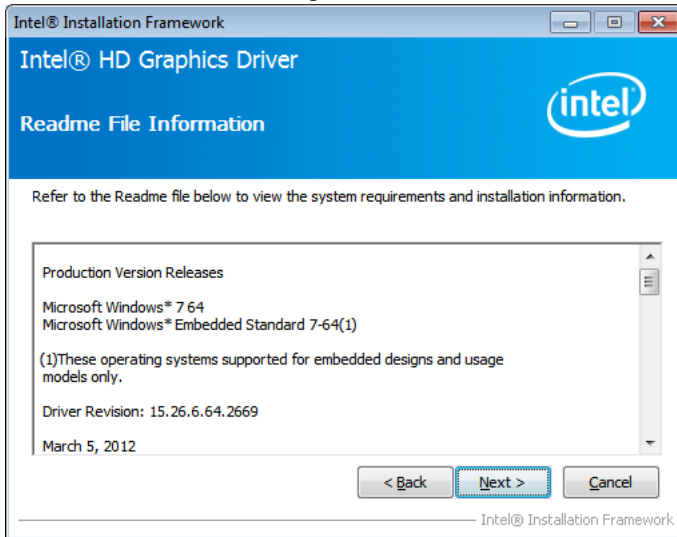 Intel® Installation Framework
Intel® HD Graphics Driver
intel
Readme File Information
Refer to the Readme file below to view the system requirements and installation information.
Production Version Releases
Microsoft Windows* 7 64
Microsoft Windows* Embedded Standard 7-64(1)
(1)These operating systems supported for embedded designs and usage
models only.
Driver Revision: 15.26.6.64.2669
March 5, 2012
< Back Next > Cancel
Intel® Installation Framework